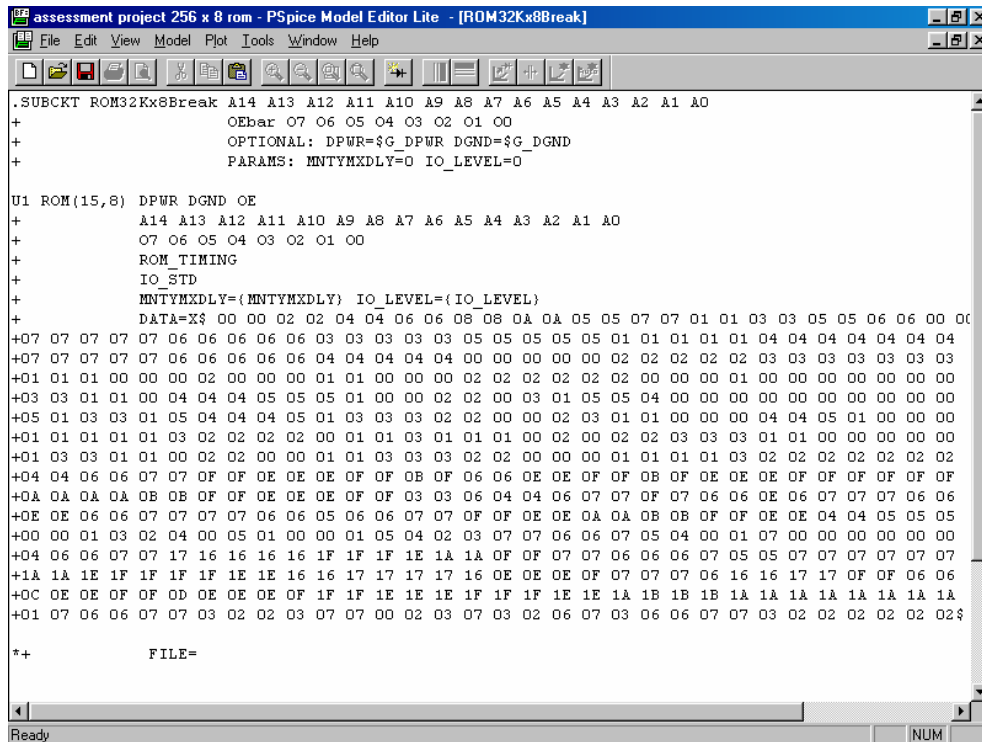 assessment project 256 x 8 rom - PSpice Model Editor Lite - [ROM32Kx8Break]
File Edit View Model Plot Tools Window Help
.SUBCKT ROM32Kx8Break A14 A13 A12 A11 A10 A9 A8 A7 A6 A5 A4 A3 A2 A1 A0
+ OEbar O7 O6 O5 O4 O3 O2 O1 O0
+ OPTIONAL: DPWR=$G_DPWR DGND=$G_DGND
+ PARAMS: MNTYMXDLY=0 IO_LEVEL=0
U1 ROM(15,8) DPWR DGND OE
+ A14 A13 A12 A11 A10 A9 A8 A7 A6 A5 A4 A3 A2 A1 A0
+ O7 O6 O5 O4 O3 O2 O1 O0
+ ROM_TIMING
+ IO_STD
+ MNTYMXDLY={MNTYMXDLY} IO_LEVEL={IO_LEVEL}
+ DATA=X$ 00 00 02 02 04 04 06 06 08 08 0A 0A 05 05 07 07 01 01 03 03 05 05 06 06 00
+07 07 07 07 07 06 06 06 06 06 03 03 03 03 03 05 05 05 05 05 01 01 01 01 01 04 04 04 04 04 04 04
+07 07 07 07 07 06 06 06 06 06 04 04 04 04 04 00 00 00 00 00 02 02 02 02 02 03 03 03 03 03 03 03
+01 01 01 00 00 00 02 00 00 00 01 01 00 00 00 02 02 02 02 02 02 00 00 00 01 00 00 00 00 00 00 00
+03 03 01 01 00 04 04 04 05 05 05 01 00 00 02 02 00 03 01 05 05 04 00 00 00 00 00 00 00 00 00 00
+05 01 03 03 01 05 04 04 04 05 01 03 03 03 02 02 00 00 02 03 01 01 00 00 00 04 04 05 01 00 00 00
+01 01 01 01 01 03 02 02 02 02 00 01 01 03 01 01 01 00 02 00 02 02 03 03 03 01 01 00 00 00 00 00
+01 03 03 01 01 00 02 02 00 00 01 01 03 03 03 02 02 00 00 00 01 01 01 01 03 02 02 02 02 02 02 02
+04 04 06 06 07 07 0F 0F 0E 0E 0E 0F 0F 0B 0F 06 06 0E 0E 0F 0F 0B 0F 0E 0E 0E 0F 0F 0F 0F 0F 0F
+0A 0A 0A 0A 0B 0B 0F 0F 0E 0E 0E 0F 0F 03 03 06 04 04 06 07 07 0F 07 06 06 0E 06 07 07 07 06 06
+0E 0E 06 06 07 07 07 07 06 06 05 06 06 07 07 0F 0F 0E 0E 0A 0A 0B 0B 0F 0F 0E 0E 04 04 05 05 05
+00 00 01 03 02 04 00 05 01 00 00 01 05 04 02 03 07 07 06 06 07 05 04 00 01 07 00 00 00 00 00 00
+04 06 06 07 07 17 16 16 16 16 1F 1F 1F 1E 1A 1A 0F 0F 07 07 06 06 06 07 05 05 07 07 07 07 07 07
+1A 1A 1E 1F 1F 1F 1F 1E 1E 16 16 17 17 17 17 16 0E 0E 0E 0F 07 07 07 06 16 16 17 17 0F 0F 06 06
+0C 0E 0E 0F 0F 0D 0E 0E 0E 0F 1F 1F 1E 1E 1E 1F 1F 1F 1E 1E 1A 1B 1B 1B 1A 1A 1A 1A 1A 1A 1A 1A
+01 07 06 06 07 07 03 02 02 03 07 07 00 02 03 07 03 02 06 07 03 06 06 07 07 03 02 02 02 02 02 02$
*+ FILE=
Ready NUM